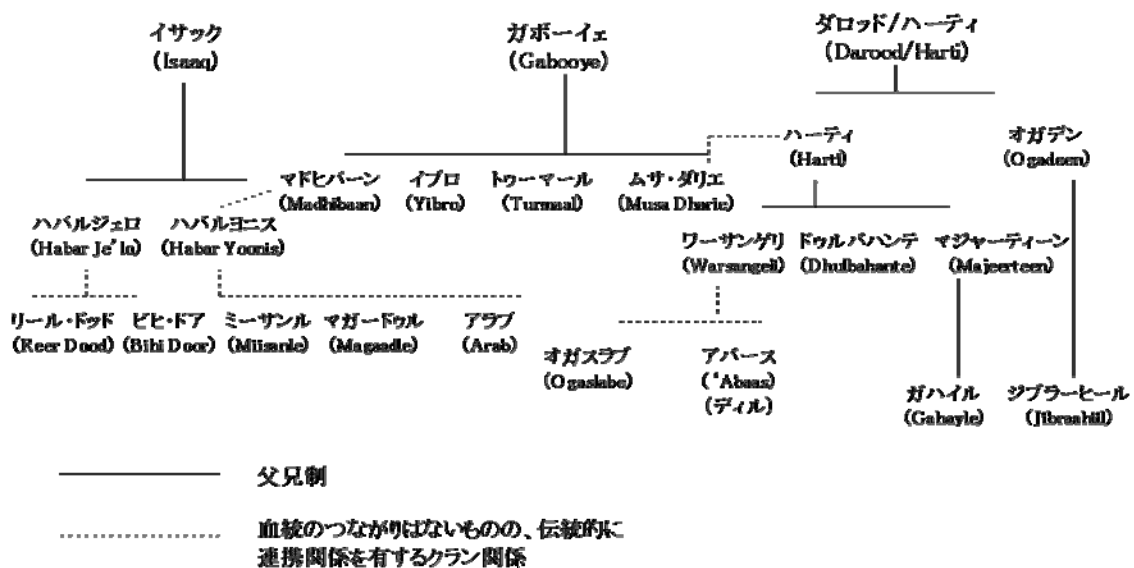 イサック
(Isaaq)
ガボーイェ
(Gabooye)
ダロッド/ハーティ
(Darood/Harti)
ハーティ
(Harti)
オガデン
(Ogadeen)
マドヒバーン
(Madhibaan)
イブロ
(Yibro)
トゥーマール
(Tumaal)
ムサ・ダリエ
(Musa Dharie)
ハバルジェロ
(Habar Je'lo)
ハバルヨニス
(Habar Yoonis)
ワーサンゲリ
(Warsangeli)
ドゥルバハンテ
(Dhulbahante)
マジャーティーン
(Majeerteen)
リール・ドッド
(Reer Dood)
ビヒ・ドア
(Bihi Door)
ミーサンル
(Miisanle)
マガードゥル
(Magaadle)
アラブ
(Arab)
オガスラブ
(Ogaslabe)
アバース
('Abaas)
(ディル)
ガハイル
(Gahayle)
ジブラーヒール
(Jibraahiil)
父兄制
血統のつながりはないものの、伝統的に
連携関係を有するクラン関係